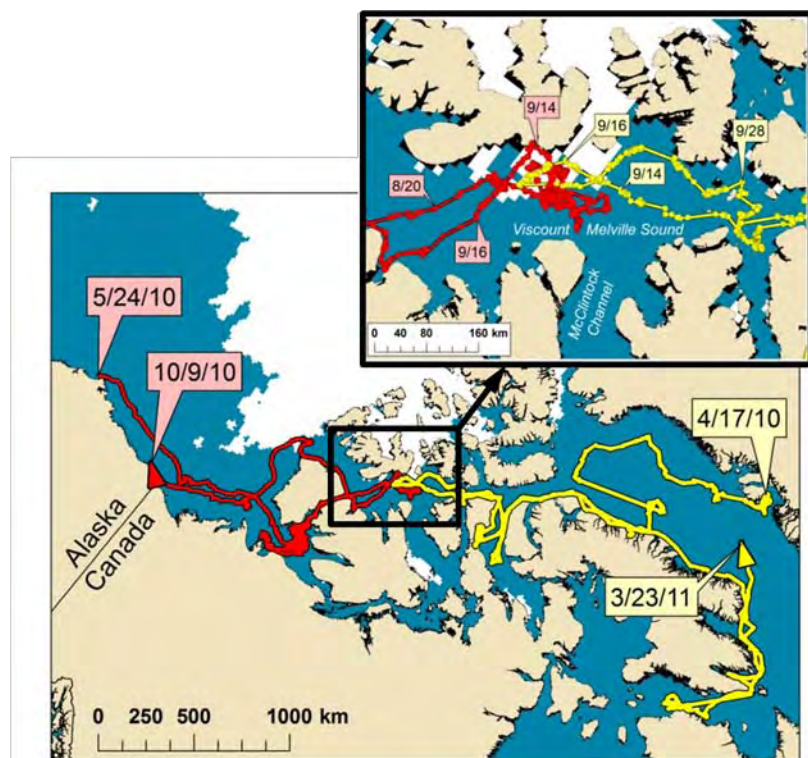 9/14
9/16
9/28
8/20
9/14
Viscount Melville Sound
9/16
McClintock
Channel
0 40 80 160 km
5/24/10
10/9/10
4/17/10
Alaska
Canada
3/23/11
0 250 500 1000 km